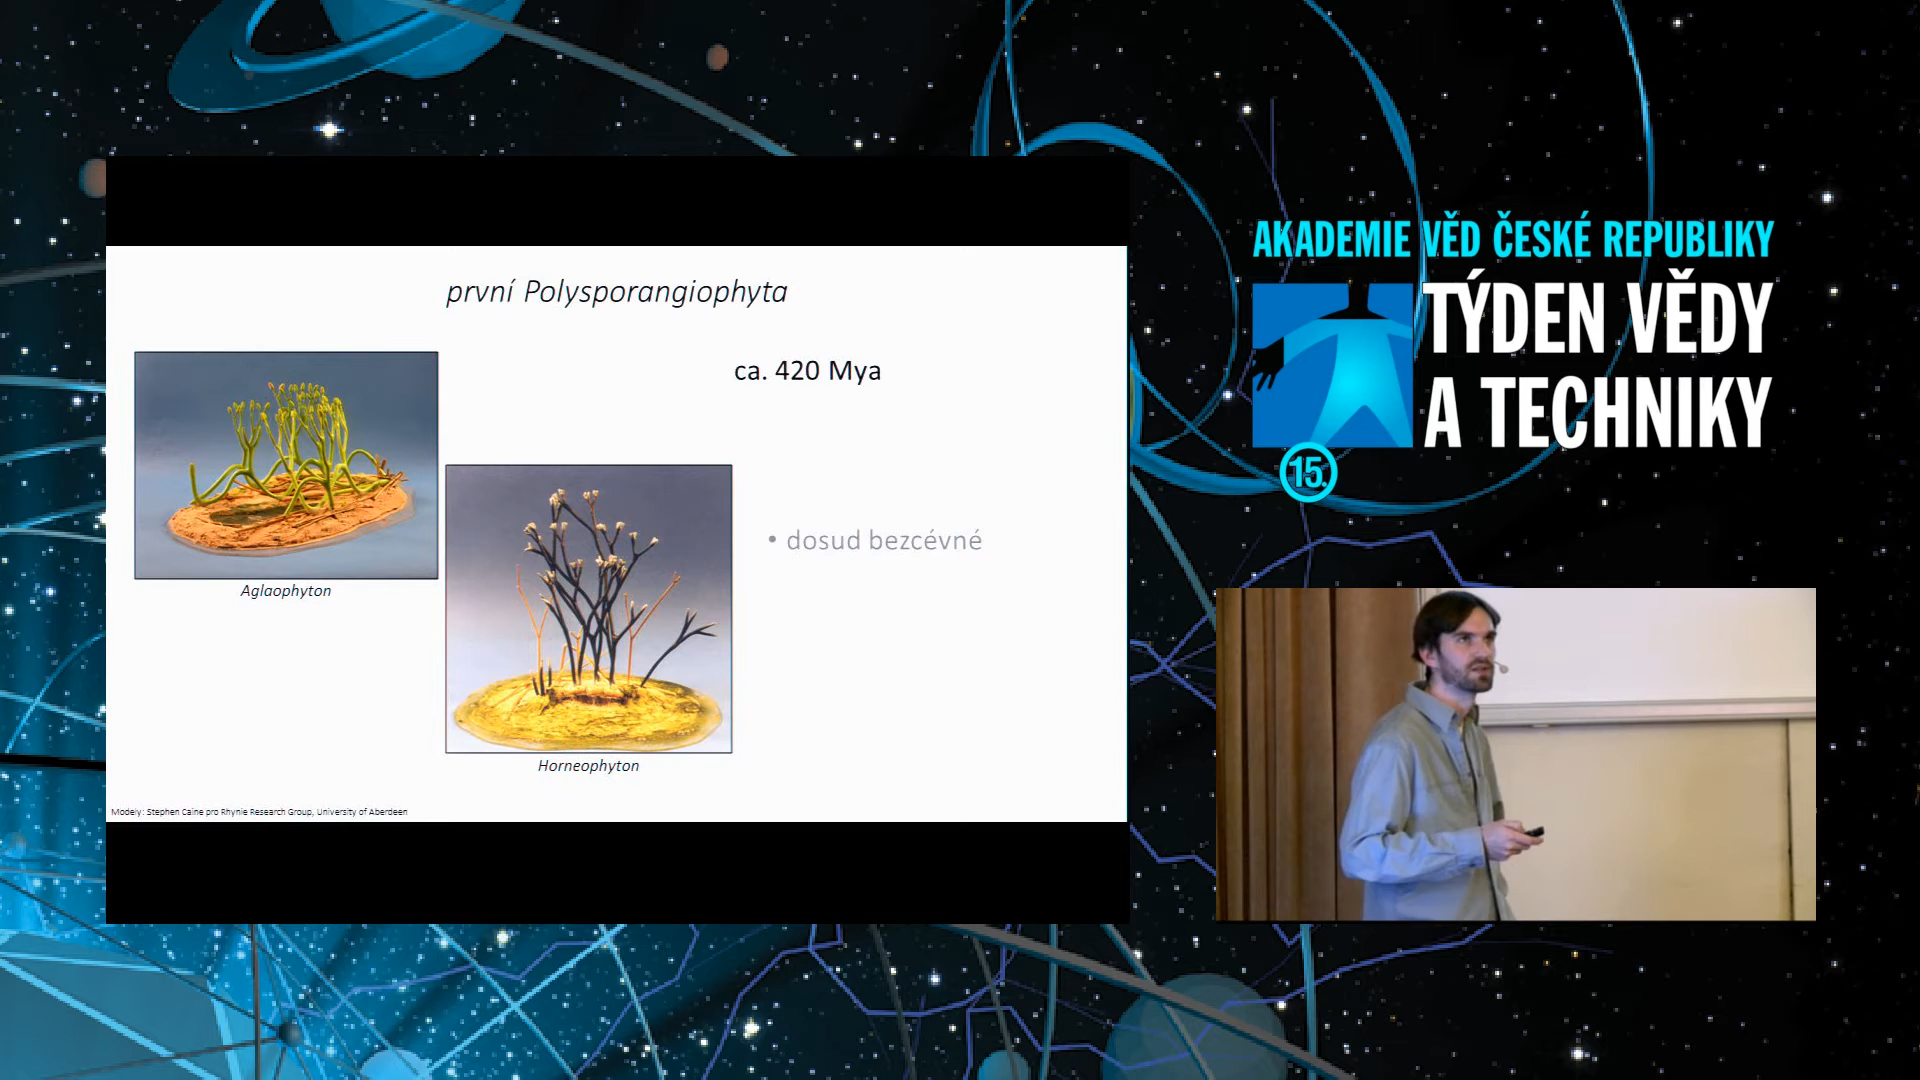 první Polysporangiophyta
ca. 420 Mya
• dosud bezcévné
Aglaophyton
Horneophyton
Modely: Stephen Caine pro Rhynie Research Group, University of Aberdeen
AKADEMIE VĚD ČESKÉ REPUBLIKY
TÝDEN VĚDY
A TECHNIKY
15.